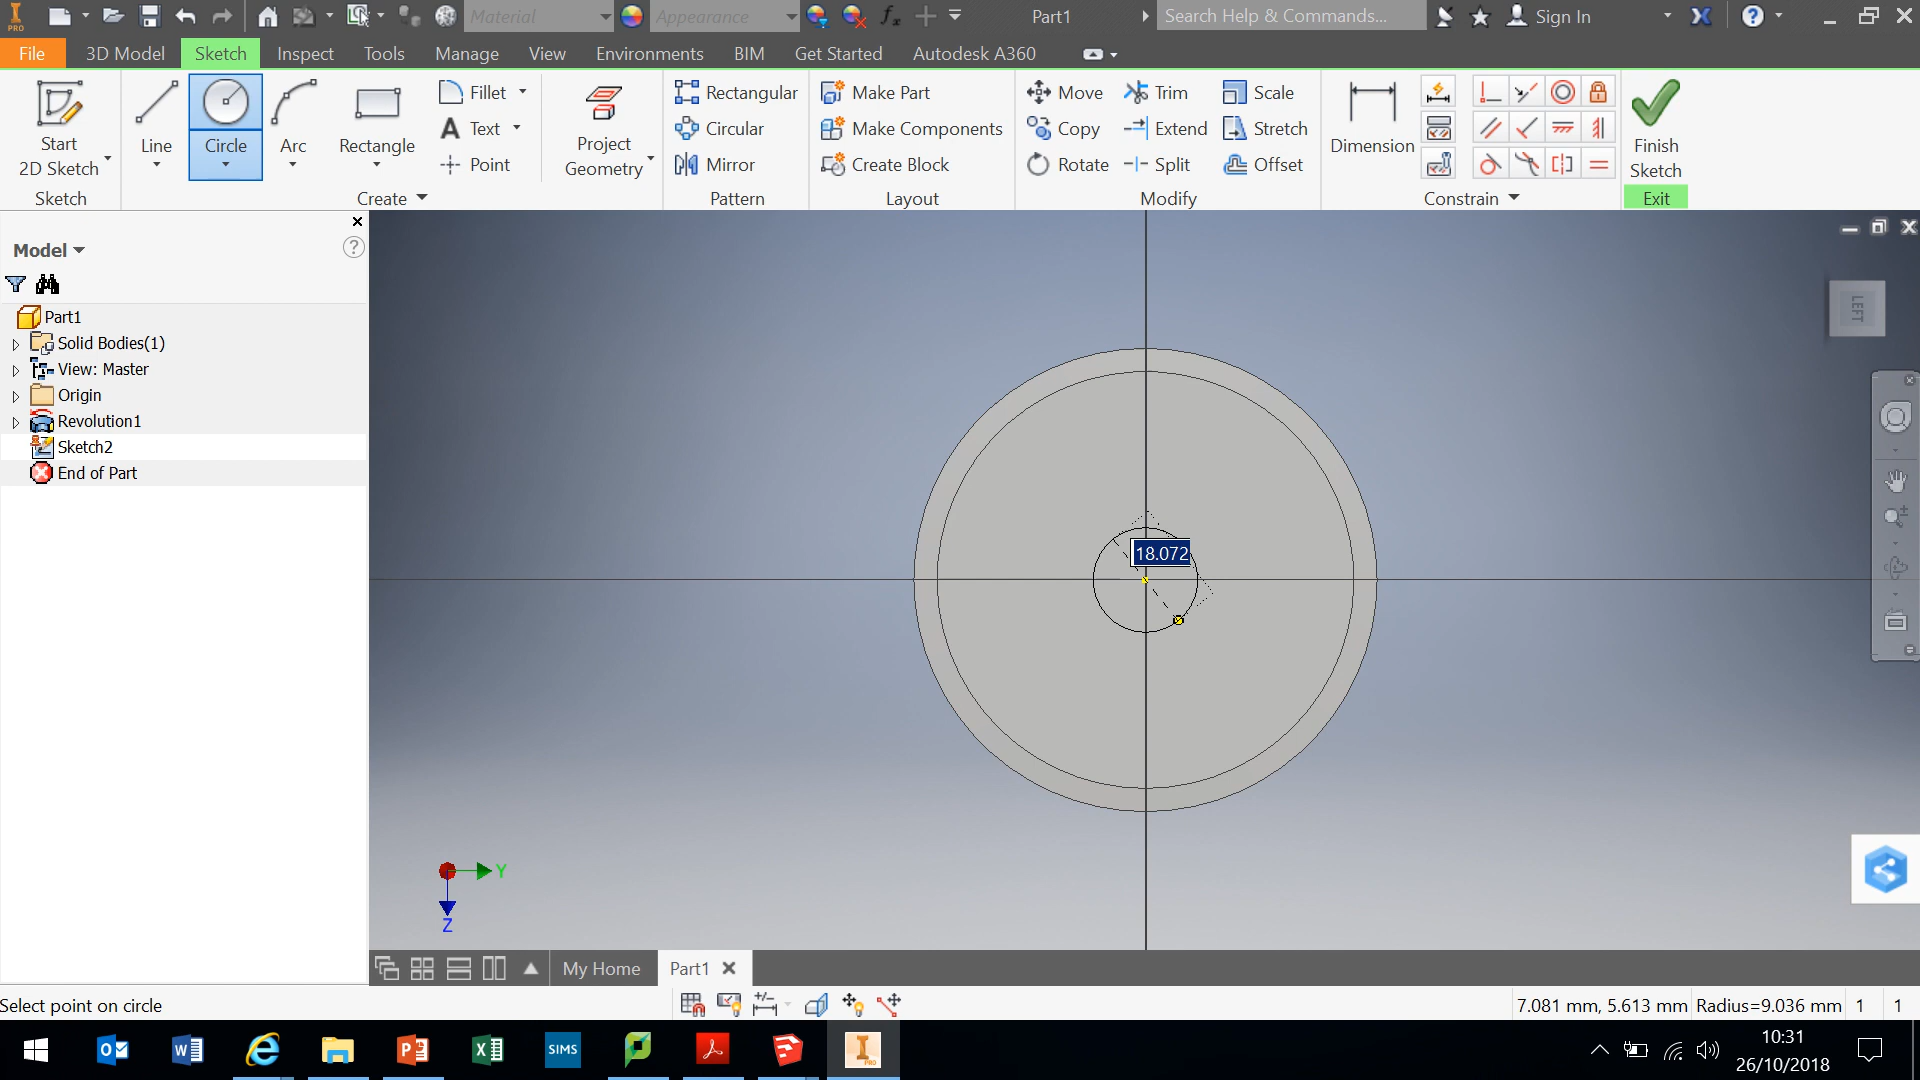 PRO Material Appearance Part1 Search Help & Commands... Sign In
File 3D Model Sketch Inspect Tools Manage View Environments BIM Get Started Autodesk A360
Start
2D Sketch
Line
Circle
Arc
Rectangle
Fillet
Text
Point
Project
Geometry
Rectangular
Circular
Mirror
Make Part
Make Components
Create Block
Move Trim Scale
Copy Extend Stretch
Rotate Split Offset
Dimension
Finish
Sketch
Sketch Create Pattern Layout Modify Constrain Exit
Model
Part1
Solid Bodies(1)
View: Master
Origin
Revolution1
Sketch2
End of Part
LEFT
18.072
Y
Z
My Home Part1
Select point on circle 7.081 mm, 5.613 mm Radius=9.036 mm 1 1
SIMS
PRO
10:31
26/10/2018